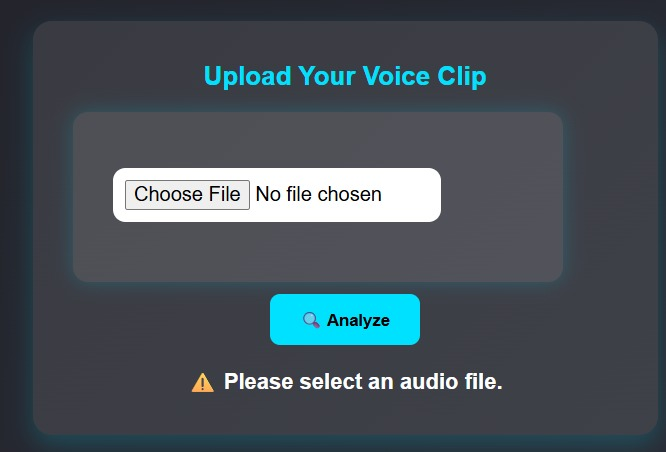 Upload Your Voice Clip
Choose File No file chosen
🔍 Analyze
⚠️ Please select an audio file.